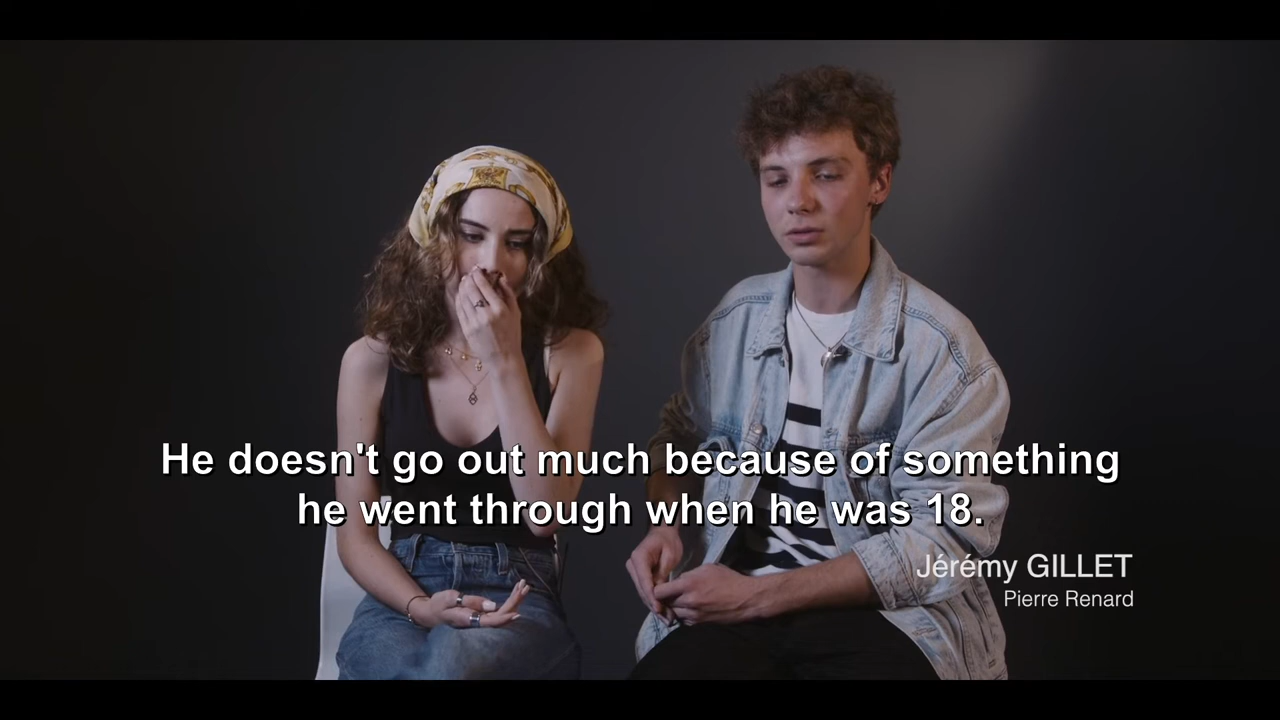 He doesn't go out much because of something
he went through when he was 18.
Jérémy GILLET
Pierre Renard